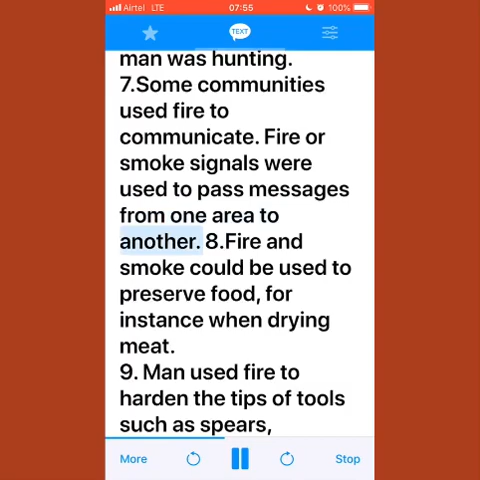 Airtel LTE 07:55 100%
TEXT
man was hunting.
7.Some communities
used fire to
communicate. Fire or
smoke signals were
used to pass messages
from one area to
another. 8.Fire and
smoke could be used to
preserve food, for
instance when drying
meat.
9. Man used fire to
harden the tips of tools
such as spears,
More Stop